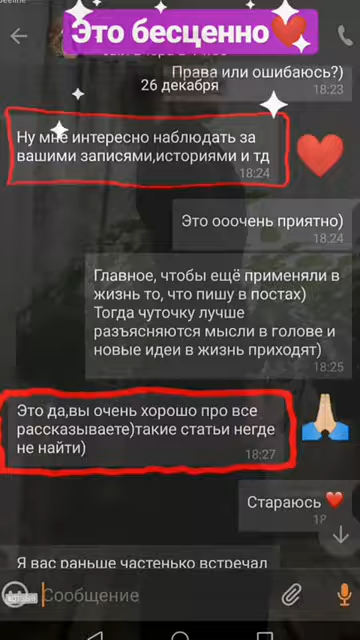 Это бесценно
Права или ошибаюсь?)
18:23
26 декабря
Ну мне интересно наблюдать за
вашими записями,историями и тд
18:24
Это ооочень приятно)
18:24
Главное, чтобы ещё применяли в
жизнь то, что пишу в постах)
Тогда чуточку лучше
разъясняются мысли в голове и
новые идеи в жизнь приходят)
18:25
Это да,вы очень хорошо про все
рассказываете)такие статьи негде
не найти)
18:27
Стараюсь
Я вас раньше частенько встречал
Сообщение